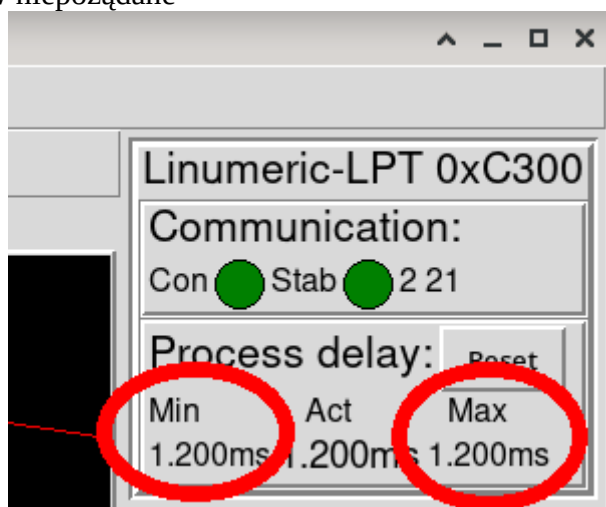 niepożądane
Linumeric-LPT 0xC300
Communication:
Con Stab 2 21
Process delay: Reset
Min Act Max
1.200ms 1.200ms 1.200ms